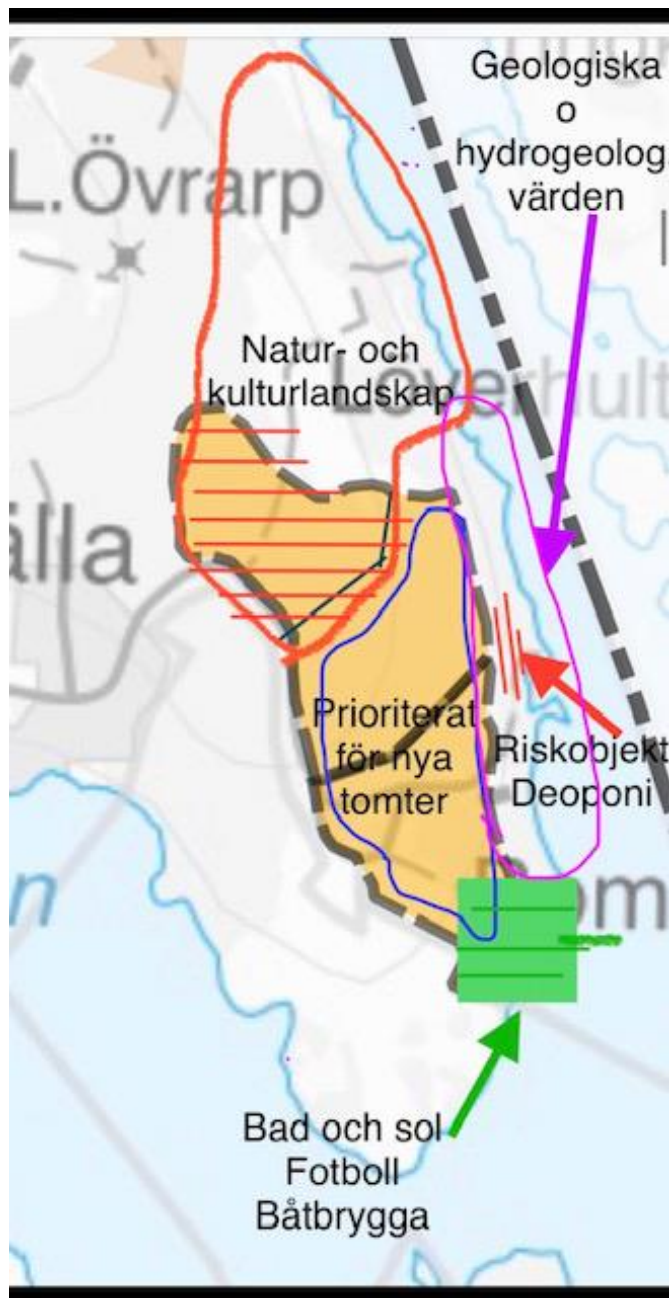 Geologiska
o
hydrogeolog
värden
L.Övrarp
Natur- och
kulturlandskap
Loverhult
älla
Prioriterat
för nya
tomter
Riskobjekt
Deoponi
n
Bad och sol
Fotboll
Båtbrygga